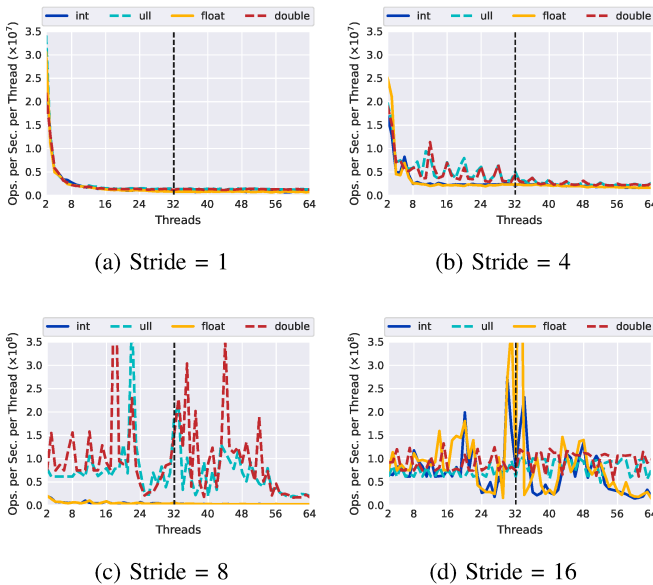 int ull float double
int ull float double
Ops. per Sec. per Thread (×10⁷)
3.5
3.0
2.5
2.0
1.5
1.0
0.5
0.0
2 8 16 24 32 40 48 56 64
Threads
Ops. per Sec. per Thread (×10⁷)
3.5
3.0
2.5
2.0
1.5
1.0
0.5
0.0
2 8 16 24 32 40 48 56 64
Threads
(a) Stride = 1
(b) Stride = 4
int ull float double
int ull float double
Ops. per Sec. per Thread (×10⁸)
3.5
3.0
2.5
2.0
1.5
1.0
0.5
0.0
2 8 16 24 32 40 48 56 64
Threads
Ops. per Sec. per Thread (×10⁸)
3.5
3.0
2.5
2.0
1.5
1.0
0.5
0.0
2 8 16 24 32 40 48 56 64
Threads
(c) Stride = 8
(d) Stride = 16